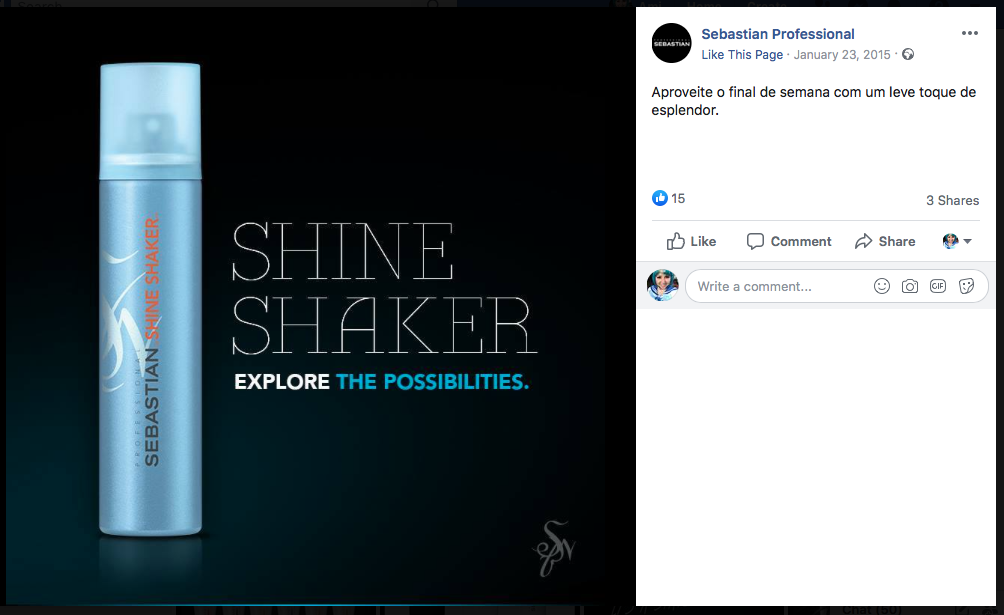 SHINE
SHAKER
EXPLORE THE POSSIBILITIES.
PROFESSIONAL
SEBASTIAN SHINE SHAKER.
SEBASTIAN
Sebastian Professional
Like This Page · January 23, 2015 ·
Aproveite o final de semana com um leve toque de
esplendor.
15
3 Shares
Like Comment Share
Write a comment...
GIF